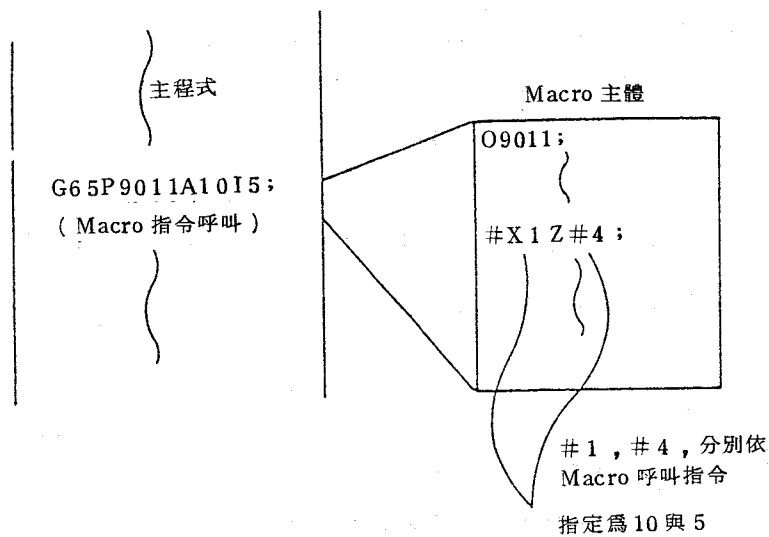 主程式
G65P9011A10I5;
( Macro 指令呼叫 )
Macro 主體
O9011;
#X1Z#4;
#1,#4,分別依
Macro 呼叫指令
指定爲10與5